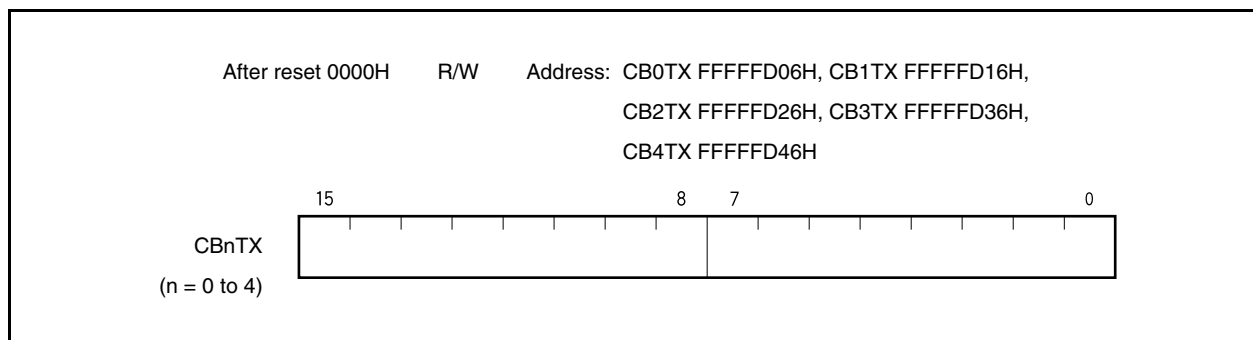 After reset 0000H R/W Address: CB0TX FFFFFD06H, CB1TX FFFFFD16H,
CB2TX FFFFFD26H, CB3TX FFFFFD36H,
CB4TX FFFFFD46H
15 8 7 0
CBnTX
(n = 0 to 4)